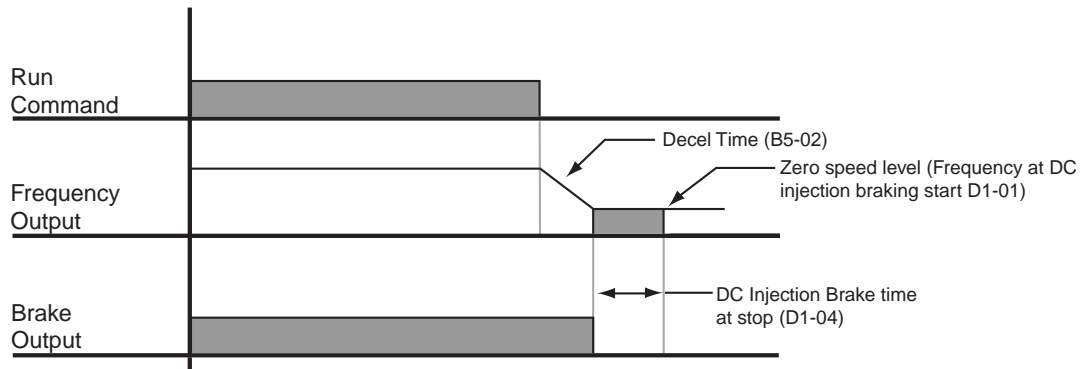 Run
Command
Decel Time (B5-02)
Zero speed level (Frequency at DC
injection braking start D1-01)
Frequency
Output
DC Injection Brake time
at stop (D1-04)
Brake
Output